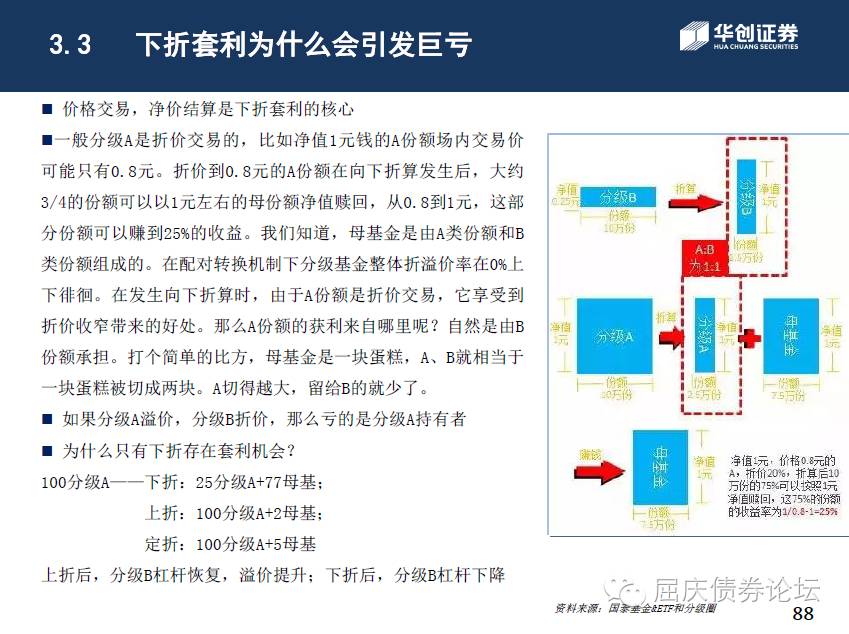 3.3 下折套利为什么会引发巨亏
华创证券
HUA CHUANG SECURITIES
■ 价格交易，净价结算是下折套利的核心
■一般分级A是折价交易的，比如净值1元钱的A份额场内交易价
可能只有0.8元。折价到0.8元的A份额在向下折算发生后，大约
3/4的份额可以以1元左右的母份额净值赎回，从0.8到1元，这部
分份额可以赚到25%的收益。我们知道，母基金是由A类份额和B
类份额组成的。在配对转换机制下分级基金整体折溢价率在0%上
下徘徊。在发生向下折算时，由于A份额是折价交易，它享受到
折价收窄带来的好处。那么A份额的获利来自哪里呢？自然是由B
份额承担。打个简单的比方，母基金是一块蛋糕，A、B就相当于
一块蛋糕被切成两块。A切得越大，留给B的就少了。
■ 如果分级A溢价，分级B折价，那么亏的是分级A持有者
■ 为什么只有下折存在套利机会？
100分级A——下折：25分级A+77母基；
上折：100分级A+2母基；
定折：100分级A+5母基
上折后，分级B杠杆恢复，溢价提升；下折后，分级B杠杆下降
净值
0.25元
分级B
份额
10万份
折算
分级B
净值
1元
份额
2.5万份
A:B
为1:1
净值
1元
分级A
份额
10万份
折算
分级A
净值
1元
份额
2.5万份
母基金
净值
1元
份额
7.5万份
赚钱
母基金
净值
1元
份额
7.5万份
净值1元，价格0.8元的
A，折价20%，折算后10
万份的75%可以按照1元
净值赎回，这75%的份额
的收益率为1/0.8-1=25%
资料来源：国泰基金&ETF和分级圈
屈庆债券论坛
88